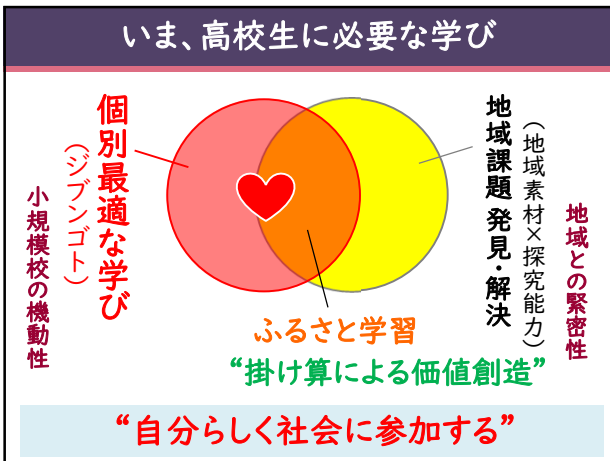 いま、高校生に必要な学び
個別最適な学び
（ジブンゴト）
小規模校の機動性
地域との緊密性
（地域素材×探究能力）
地域課題 発見・解決
ふるさと学習
“掛け算による価値創造”
“自分らしく社会に参加する”